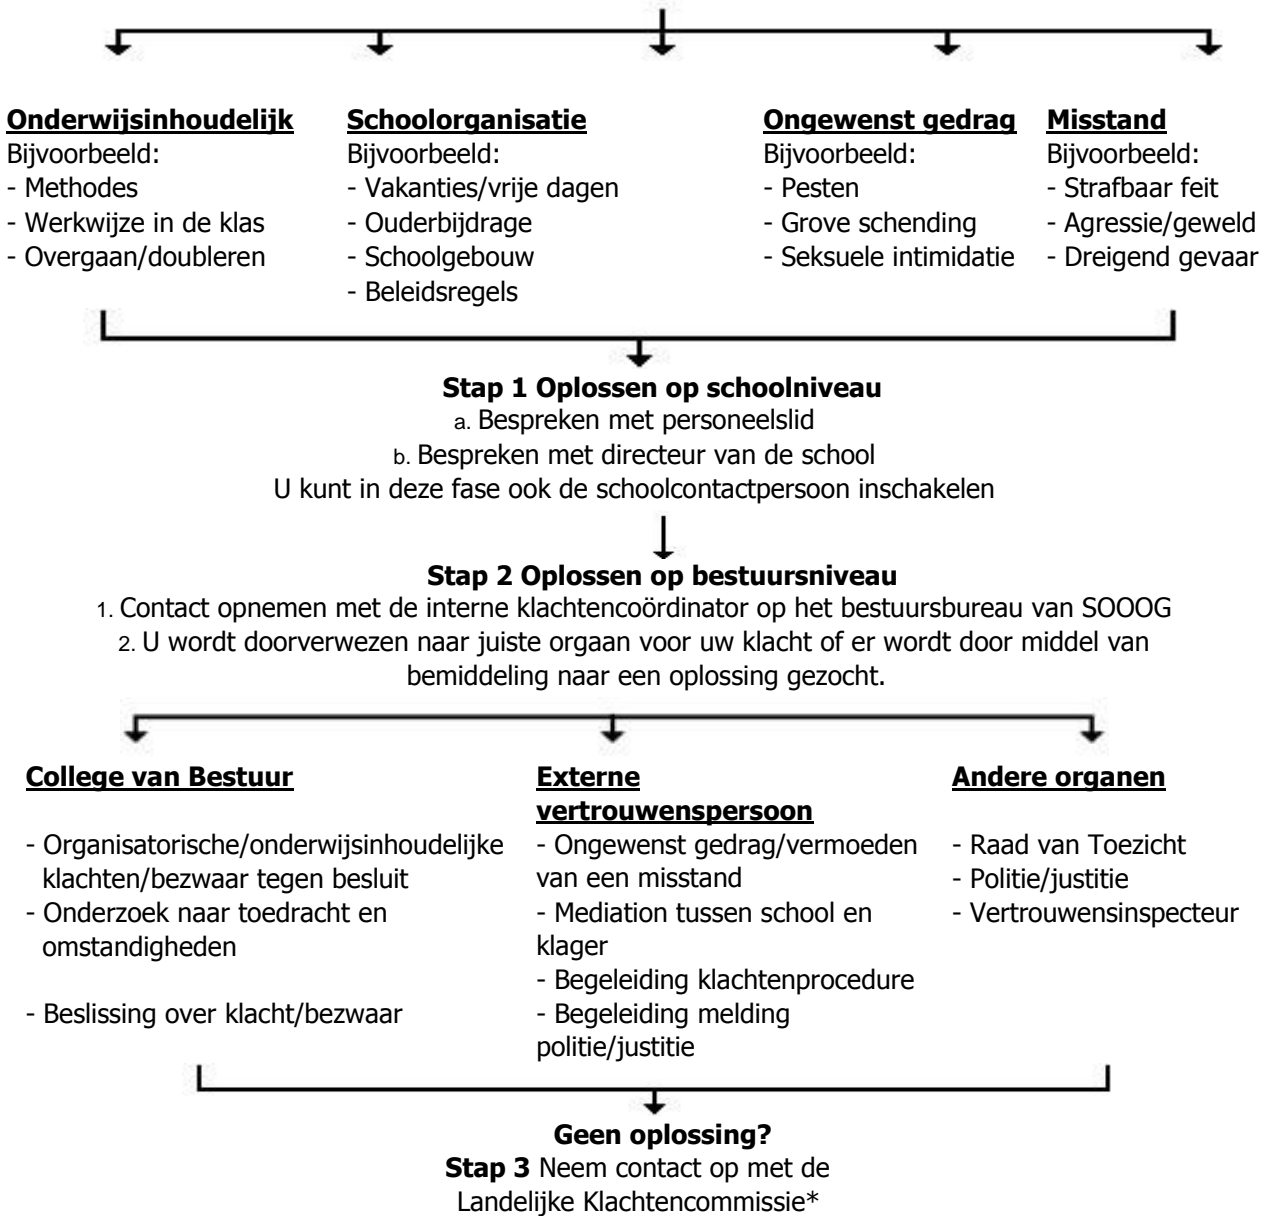 Onderwijsinhoudelijk
Bijvoorbeeld:
- Methodes
- Werkwijze in de klas
- Overgaan/doubleren
Schoolorganisatie
Bijvoorbeeld:
- Vakanties/vrije dagen
- Ouderbijdrage
- Schoolgebouw
- Beleidsregels
Ongewenst gedrag
Bijvoorbeeld:
- Pesten
- Grove schending
- Seksuele intimidatie
Misstand
Bijvoorbeeld:
- Strafbaar feit
- Agressie/geweld
- Dreigend gevaar
Stap 1 Oplossen op schoolniveau
a. Bespreken met personeelslid
b. Bespreken met directeur van de school
U kunt in deze fase ook de schoolcontactpersoon inschakelen
Stap 2 Oplossen op bestuursniveau
1. Contact opnemen met de interne klachtencoördinator op het bestuursbureau van SOOOG
2. U wordt doorverwezen naar juiste orgaan voor uw klacht of er wordt door middel van
bemiddeling naar een oplossing gezocht.
College van Bestuur
- Organisatorische/onderwijsinhoudelijke
klachten/bezwaar tegen besluit
- Onderzoek naar toedracht en
omstandigheden
- Beslissing over klacht/bezwaar
Externe
vertrouwenspersoon
- Ongewenst gedrag/vermoeden
van een misstand
- Mediation tussen school en
klager
- Begeleiding klachtenprocedure
- Begeleiding melding
politie/justitie
Andere organen
- Raad van Toezicht
- Politie/justitie
- Vertrouwensinspecteur
Geen oplossing?
Stap 3 Neem contact op met de
Landelijke Klachtencommissie*